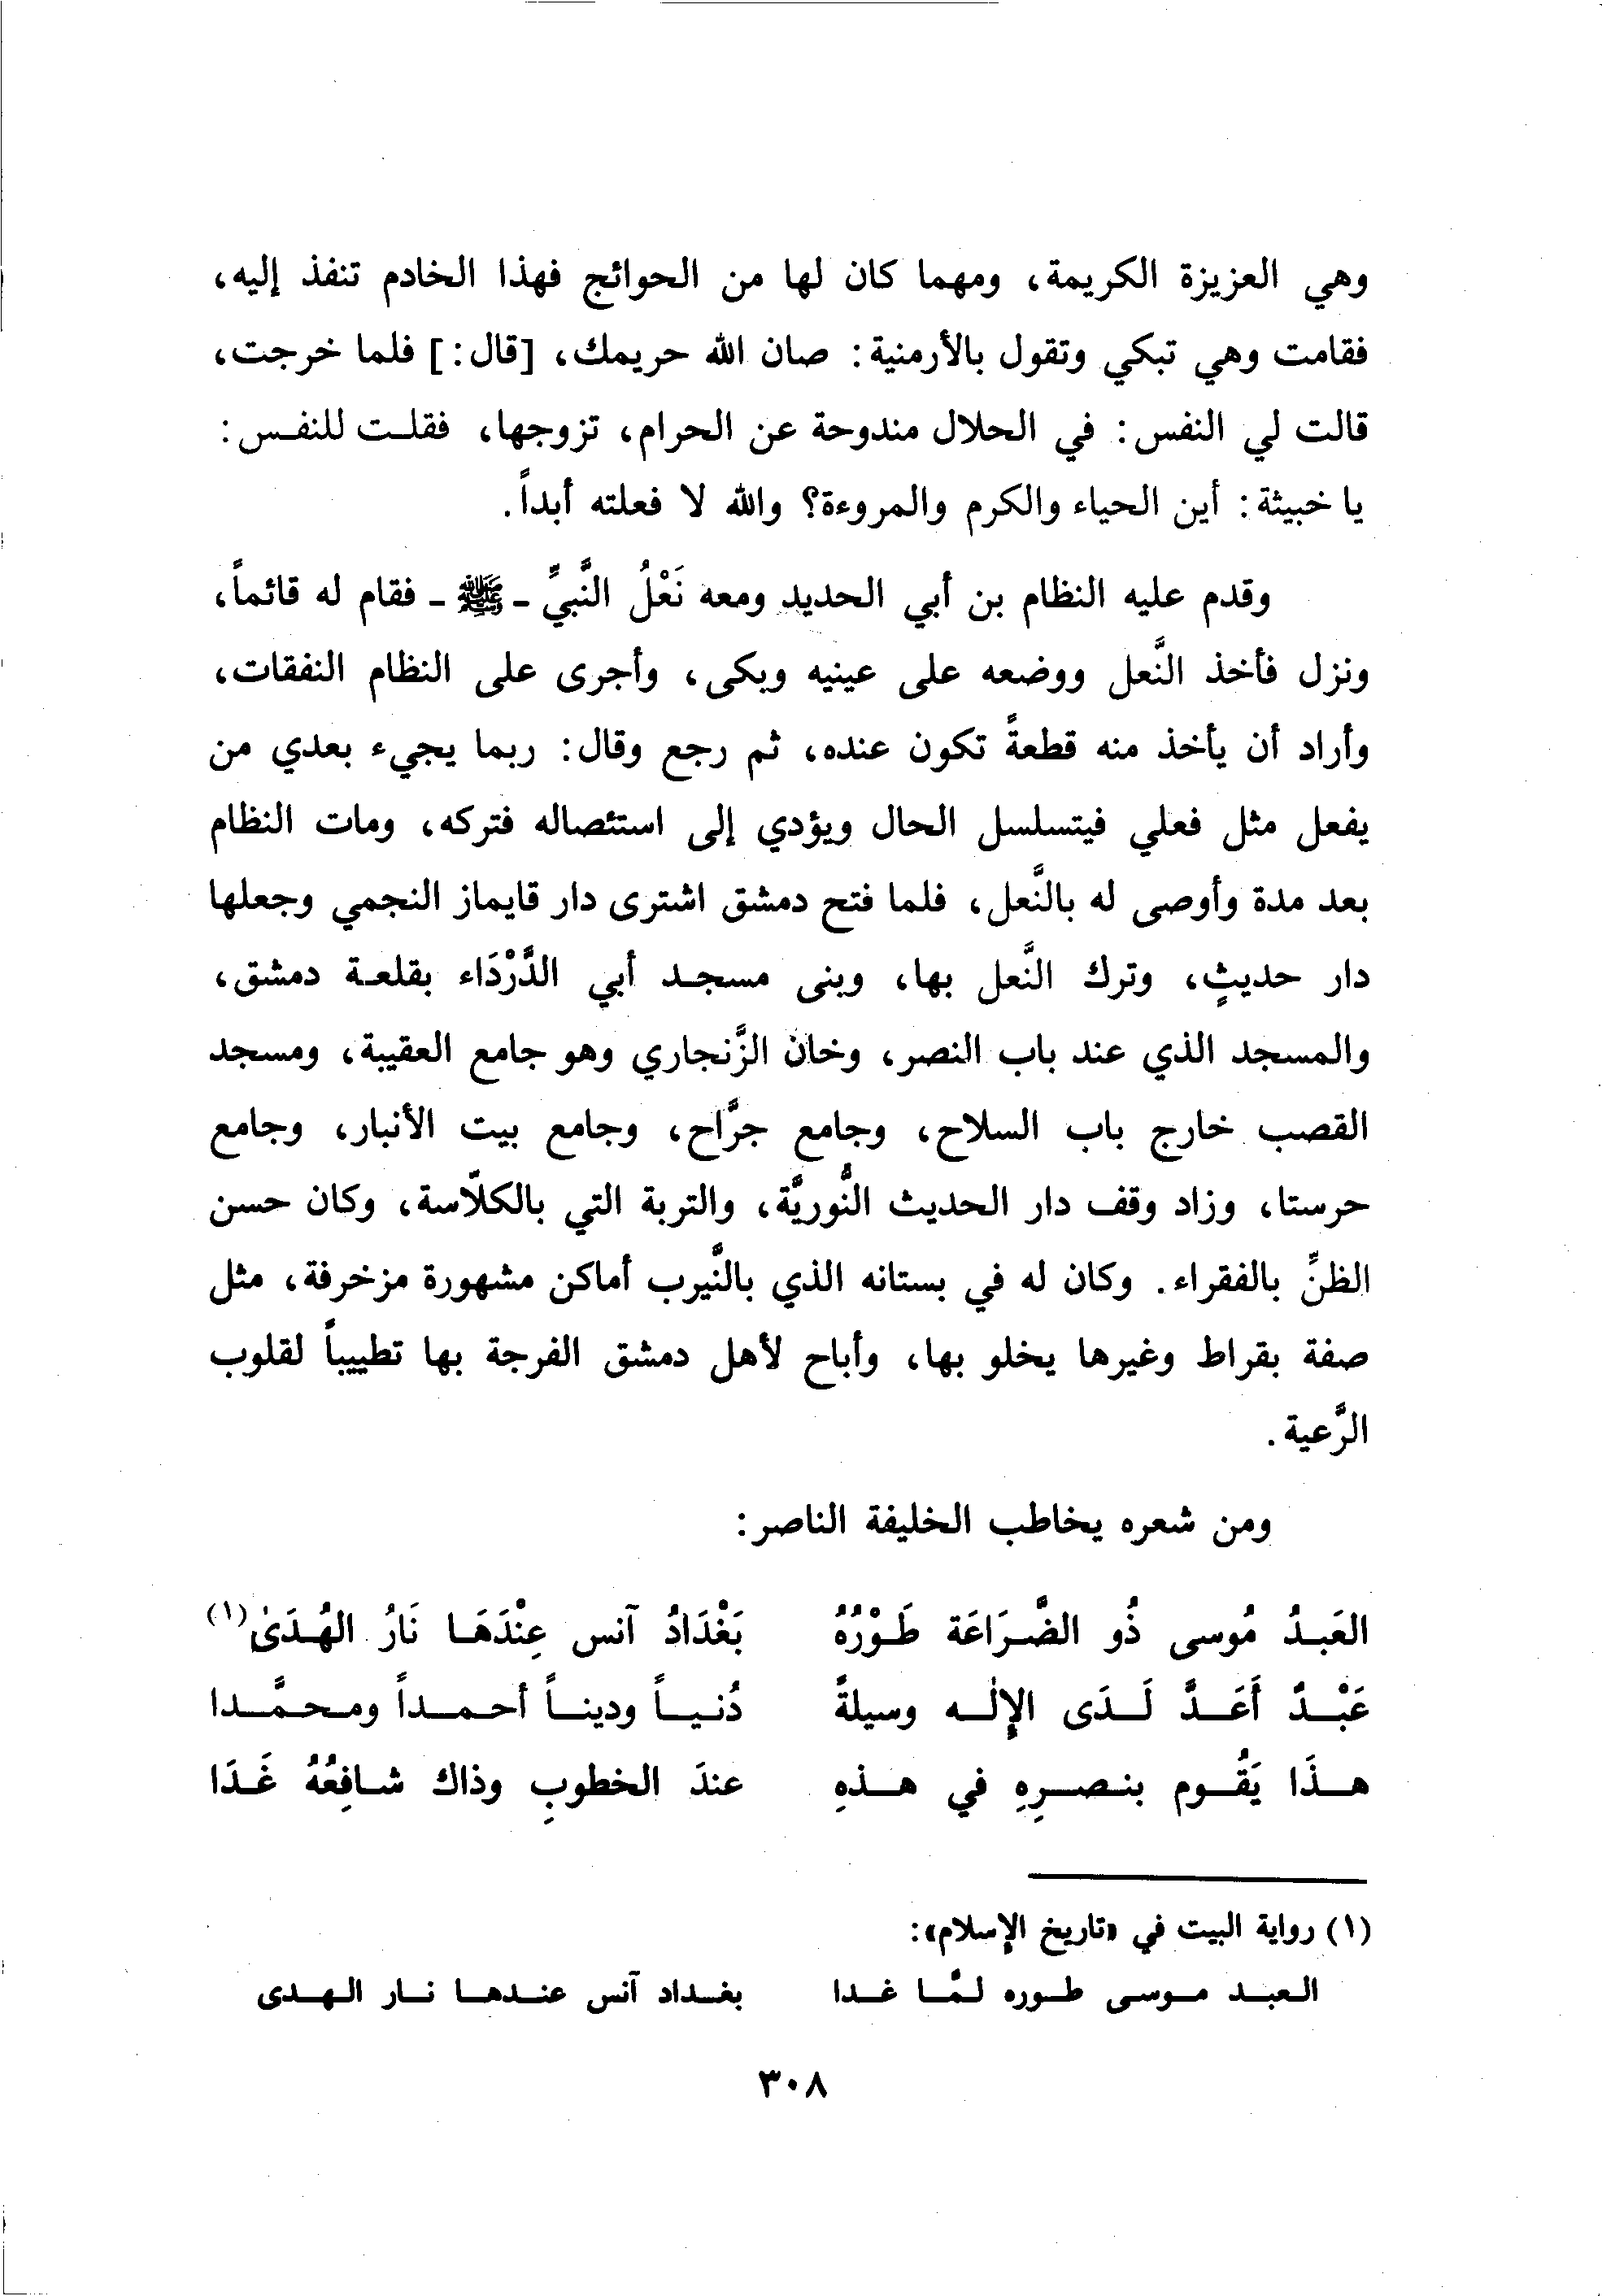 وهي العزيزة الكريمة، ومهما كان لها من الحوائج فهذا الخادم تنفذ إليه،
فقامت وهي تبكي وتقول بالأرمنية: صان الله حريمك، [قال:] فلما خرجت،
قالت لي النفس: في الحلال مندوحة عن الحرام، تزوجها، فقلت للنفس:
يا خبيثة: أين الحياء والكرم والمروءة؟ والله لا فعلته أبداً.
وقدم عليه النظام بن أبي الحديد ومعه نَعْلُ النَّبيِّ - ﷺ - فقام له قائماً،
ونزل فأخذ النَّعل ووضعه على عينيه وبكى، وأجرى على النظام النفقات،
وأراد أن يأخذ منه قطعةً تكون عنده، ثم رجع وقال: ربما يجيء بعدي من
يفعل مثل فعلي فيتسلسل الحال ويؤدي إلى استئصاله فتركه، ومات النظام
بعد مدة وأوصى له بالنَّعل، فلما فتح دمشق اشترى دار قايماز النجمي وجعلها
دار حديثٍ، وترك النَّعل بها، وبنى مسجد أبي الدَّرْدَاء بقلعة دمشق،
والمسجد الذي عند باب النصر، وخان الزَّنجاري وهو جامع العقيبة، ومسجد
القصب خارج باب السلاح، وجامع جرَّاح، وجامع بيت الأنبار، وجامع
حرستا، وزاد وقف دار الحديث النُّوريَّة، والتربة التي بالكلّاسة، وكان حسن
الظنِّ بالفقراء. وكان له في بستانه الذي بالنَّيرب أماكن مشهورة مزخرفة، مثل
صفة بقراط وغيرها يخلو بها، وأباح لأهل دمشق الفرجة بها تطييباً لقلوب
الرَّعية.
ومن شعره يخاطب الخليفة الناصر:
العَبدُ مُوسى ذُو الضَّرَاعَة طَوْرُهُ بَغْدَادُ آنس عِنْدَهَا نَارُ الهُدَىٰ(١)
عَبْدٌ أَعَدَّ لَدَى الإلٰه وسيلةً دُنياً وديناً أحمداً ومحمَّدا
هذَا يَقُوم بنصرِهِ في هذهِ عندَ الخطوبِ وذاك شافِعُهُ غَدَا
(١) رواية البيت في «تاريخ الإسلام»:
العبد موسى طوره لمَّا غدا بغداد آنس عندها نار الهدى
٣٠٨